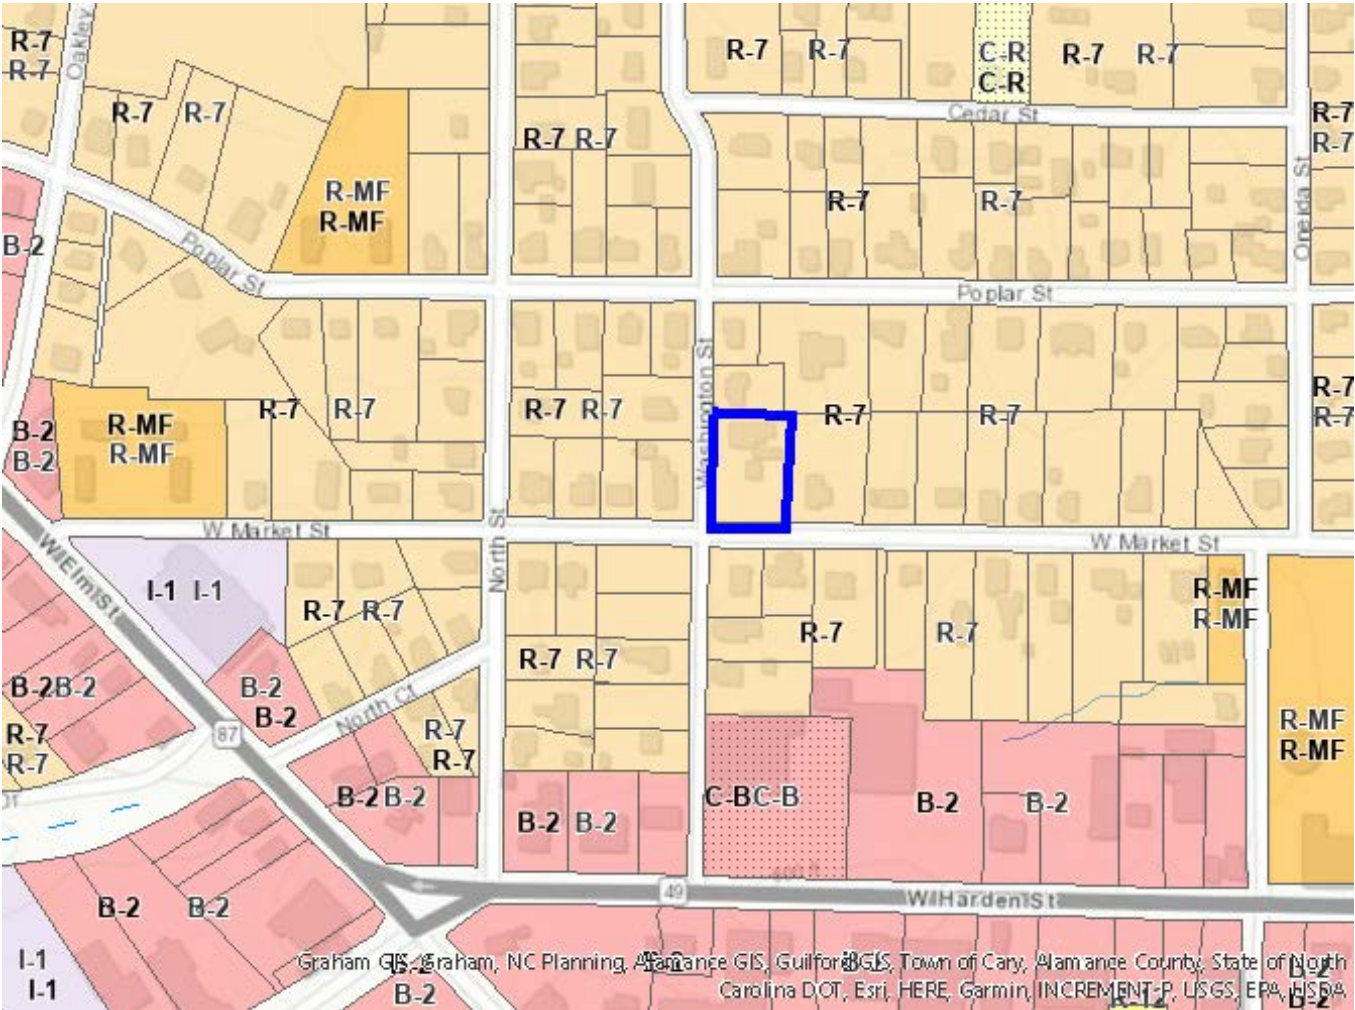 R-7
R-7
Oakley
R-7
R-7
C-R
C-R
R-7
R-7
R-7
R-7
R-7 R-7
Cedar St
R-7
R-7
R-MF
R-MF
R-7
R-7
Oneida St
B-2
Poplar St
Poplar St
Washington St
R-7
R-7
R-7
R-7
R-7 R-7
R-7
R-7
R-MF
R-MF
B-2
B-2
W Market St
North St
W Market St
W Elm St
I-1 I-1
R-7 R-7
R-MF
R-MF
R-7
R-7
R-7 R-7
B-2 B-2
B-2
B-2
North Ct
R-7
R-7
R-7
R-7
R-MF
R-MF
87
B-2 B-2
C-B C-B
B-2
B-2
B-2 B-2
49
W Harden St
B-2
B-2
I-1
I-1
Graham GIS, Graham, NC Planning, Alamance GIS, Guilford GIS, Town of Cary, Alamance County, State of North
Carolina DOT, Esri, HERE, Garmin, INCREMENT P, USGS, EPA, USDA
B-2
B-2
B-2
R-12